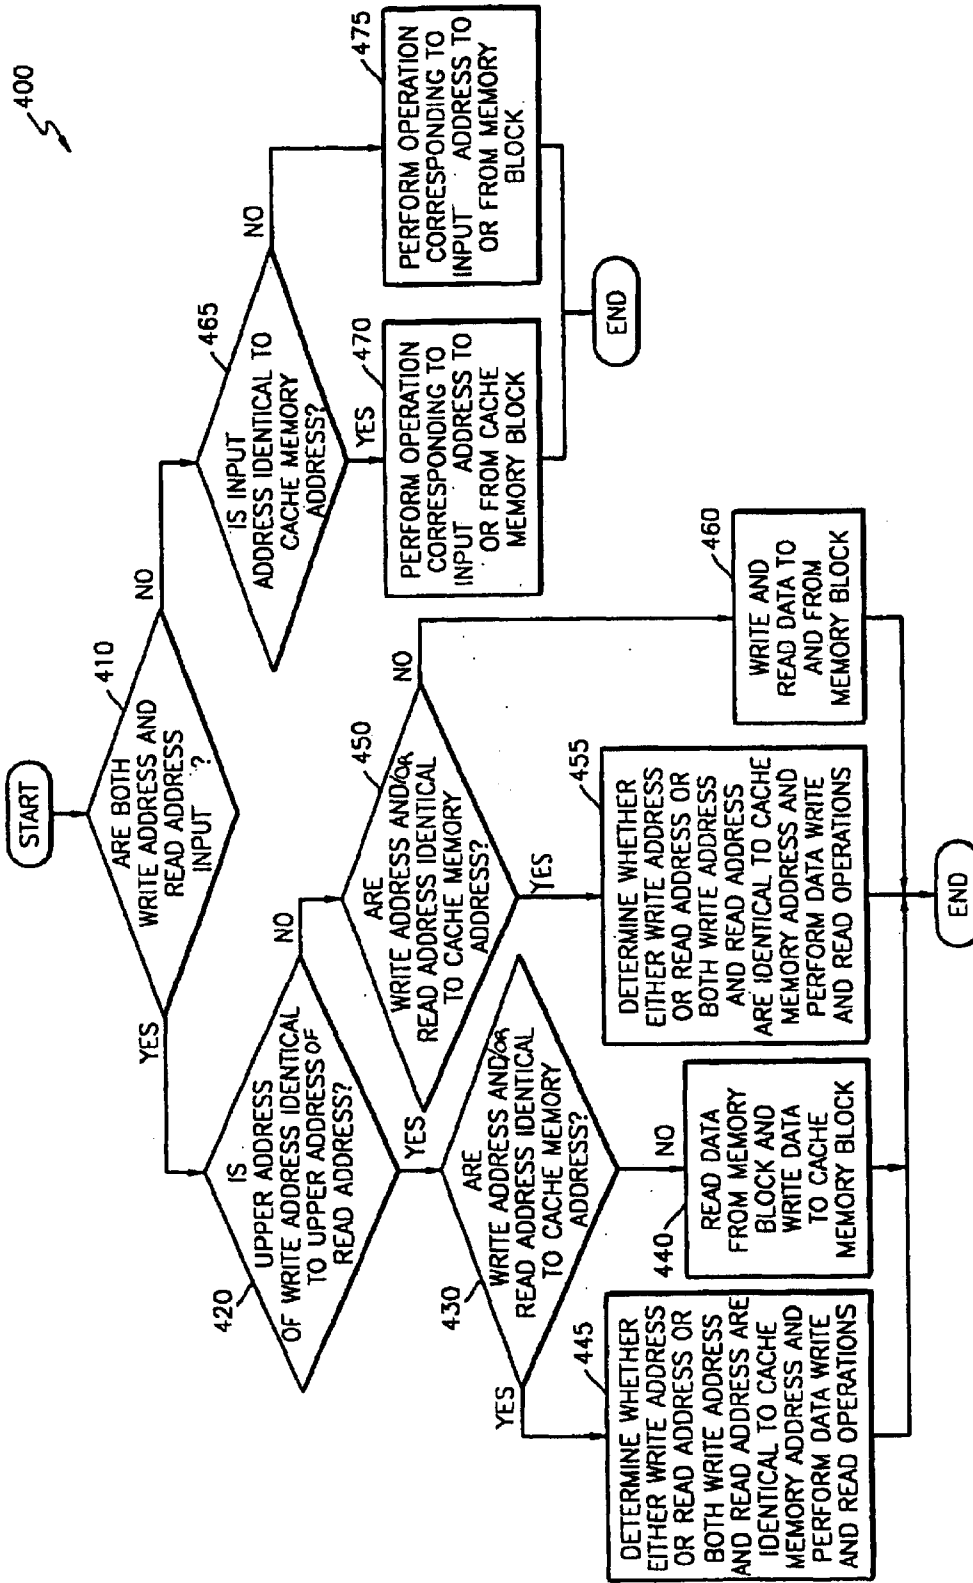 400
START
410
ARE BOTH
WRITE ADDRESS AND
READ ADDRESS
INPUT ?
YES
NO
420
IS
UPPER ADDRESS
OF WRITE ADDRESS IDENTICAL
TO UPPER ADDRESS OF
READ ADDRESS?
NO
YES
465
IS INPUT
ADDRESS IDENTICAL TO
CACHE MEMORY
ADDRESS?
NO
YES
430
ARE
WRITE ADDRESS AND/OR
READ ADDRESS IDENTICAL
TO CACHE MEMORY
ADDRESS?
YES
NO
450
ARE
WRITE ADDRESS AND/OR
READ ADDRESS IDENTICAL
TO CACHE MEMORY
ADDRESS?
NO
YES
470
PERFORM OPERATION
CORRESPONDING TO
INPUT ADDRESS TO
OR FROM CACHE
MEMORY BLOCK
475
PERFORM OPERATION
CORRESPONDING TO
INPUT ADDRESS TO
OR FROM MEMORY
BLOCK
END
445
DETERMINE WHETHER
EITHER WRITE ADDRESS
OR READ ADDRESS OR
BOTH WRITE ADDRESS
AND READ ADDRESS ARE
IDENTICAL TO CACHE
MEMORY ADDRESS AND
PERFORM DATA WRITE
AND READ OPERATIONS
440
READ DATA
FROM MEMORY
BLOCK AND
WRITE DATA
TO CACHE
MEMORY BLOCK
455
DETERMINE WHETHER
EITHER WRITE ADDRESS
OR READ ADDRESS OR
BOTH WRITE ADDRESS
AND READ ADDRESS
ARE IDENTICAL TO CACHE
MEMORY ADDRESS AND
PERFORM DATA WRITE
AND READ OPERATIONS
460
WRITE AND
READ DATA TO
AND FROM
MEMORY BLOCK
END